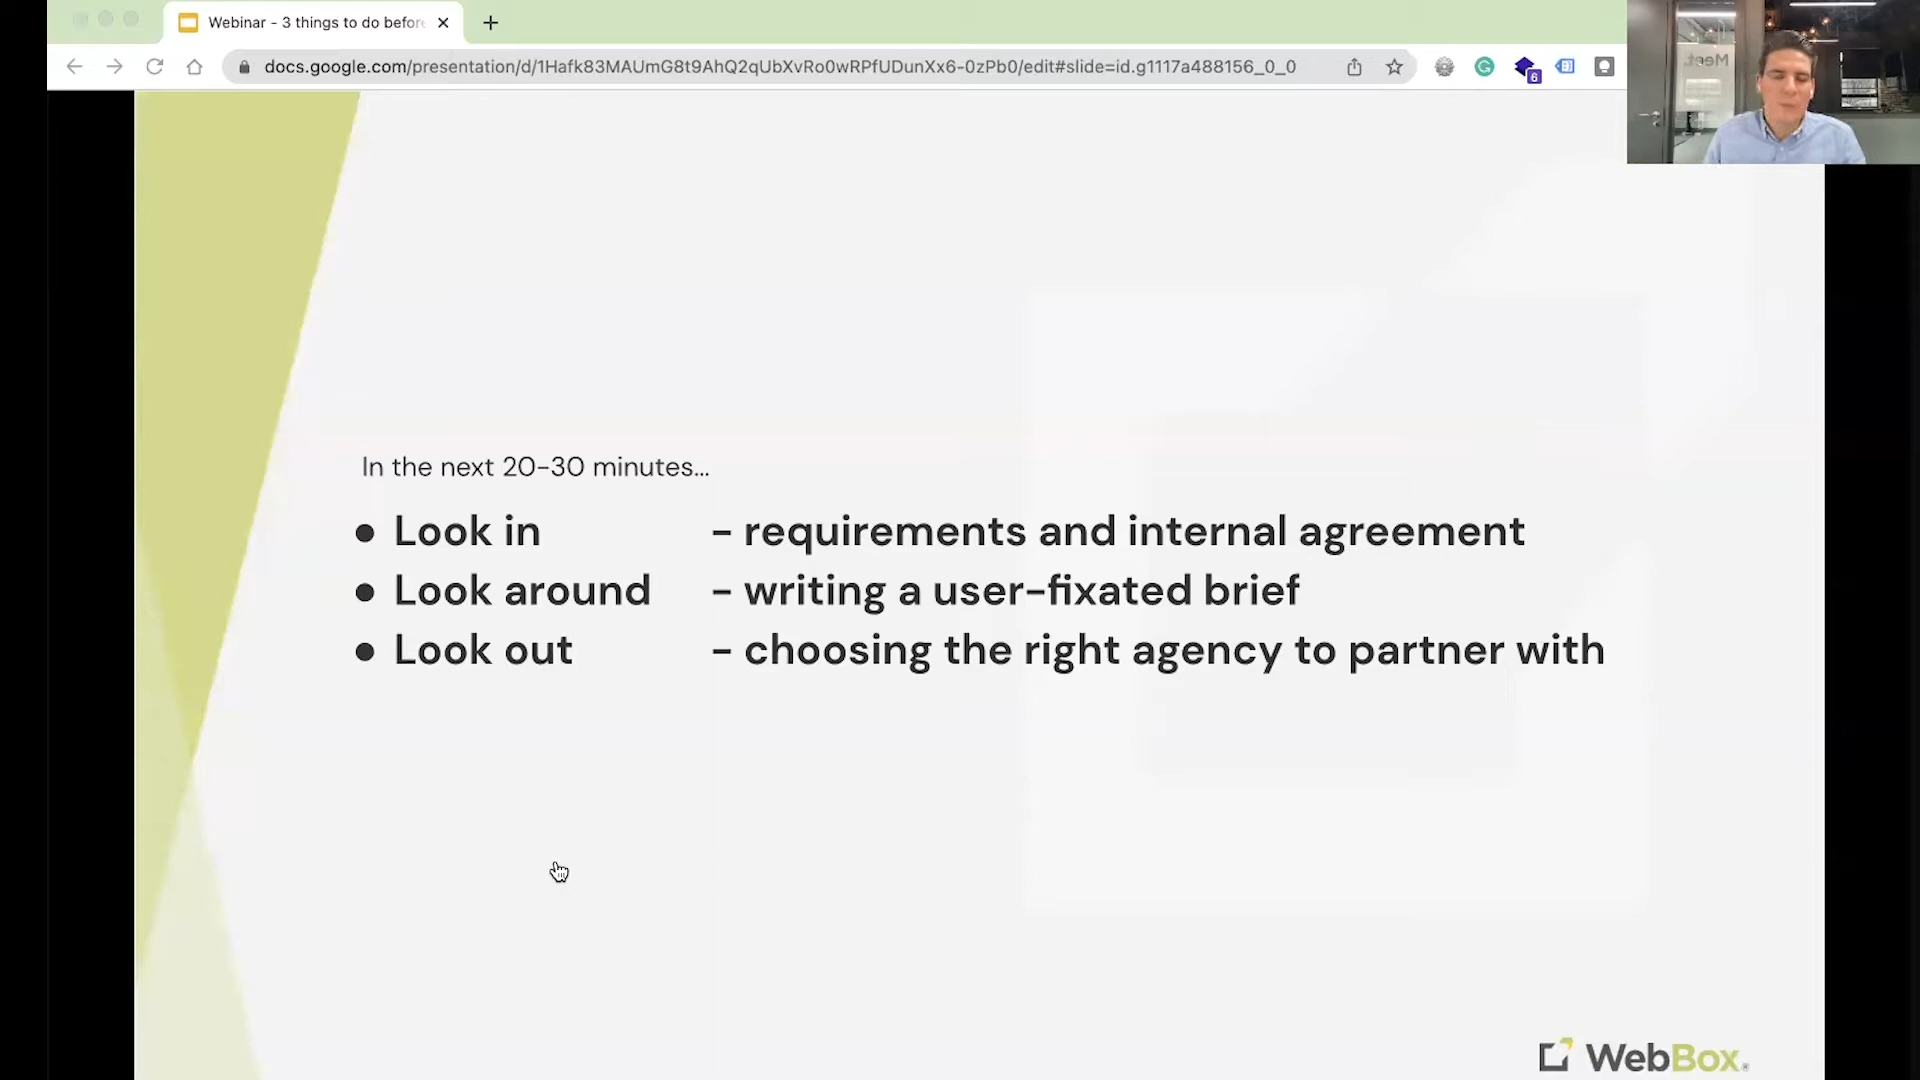 Webinar - 3 things to do befor
docs.google.com/presentation/d/1Hafk83MAUmG8t9AhQ2qUbXvRo0wRPfUDunXx6-0zPb0/edit#slide=id.g1117a488156_0_0
6
Meet.
In the next 20-30 minutes...
● Look in - requirements and internal agreement
● Look around - writing a user-fixated brief
● Look out - choosing the right agency to partner with
WebBox®